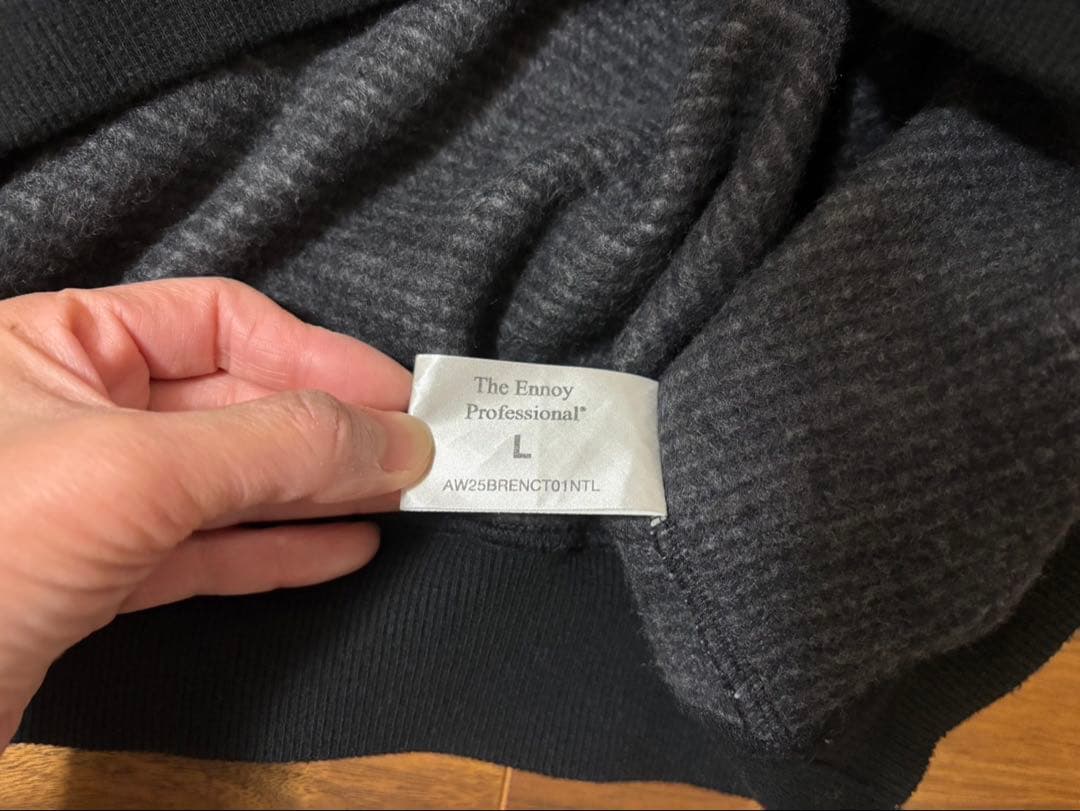 The Ennoy
Professional®
L
AW25BRENCT01NTL